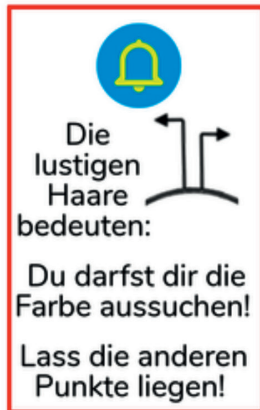 Die
lustigen
Haare
bedeuten:
Du darfst dir die
Farbe aussuchen!
Lass die anderen
Punkte liegen!